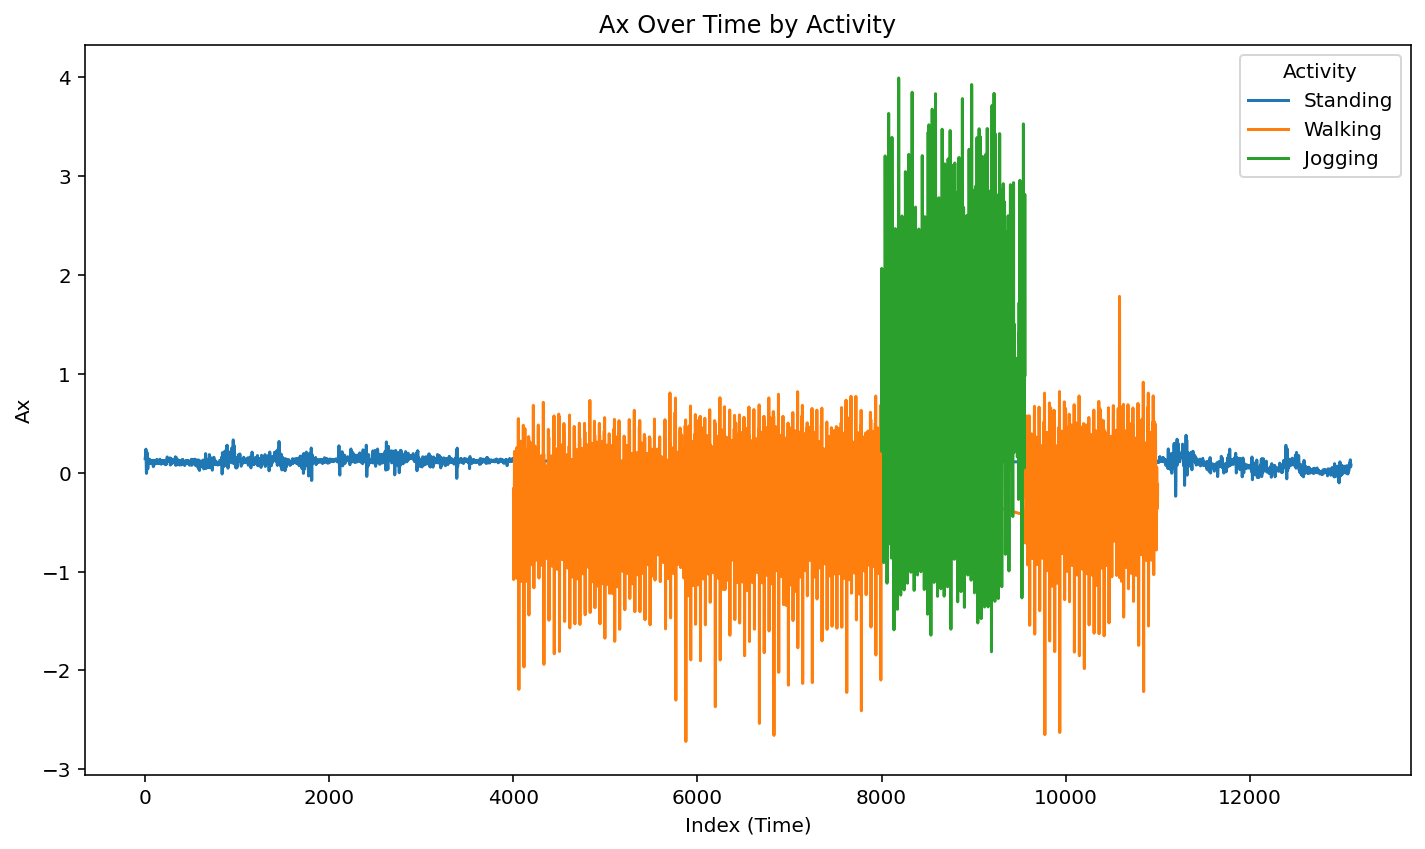 Ax Over Time by Activity
Activity
Standing
Walking
Jogging
4
3
2
1
0
−1
−2
−3
Ax
0
2000
4000
6000
8000
10000
12000
Index (Time)